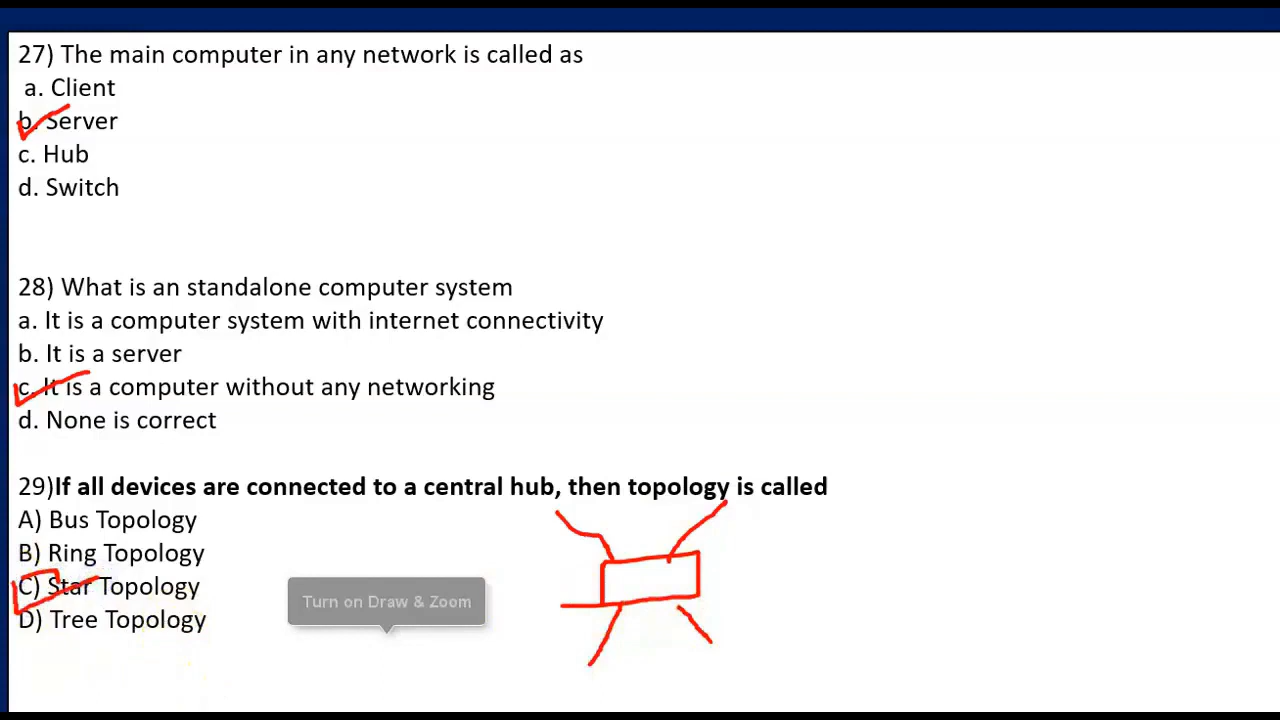 27) The main computer in any network is called as
a. Client
b. Server
c. Hub
d. Switch
28) What is an standalone computer system
a. It is a computer system with internet connectivity
b. It is a server
c. It is a computer without any networking
d. None is correct
29)If all devices are connected to a central hub, then topology is called
A) Bus Topology
B) Ring Topology
C) Star Topology
Turn on Draw & Zoom
D) Tree Topology